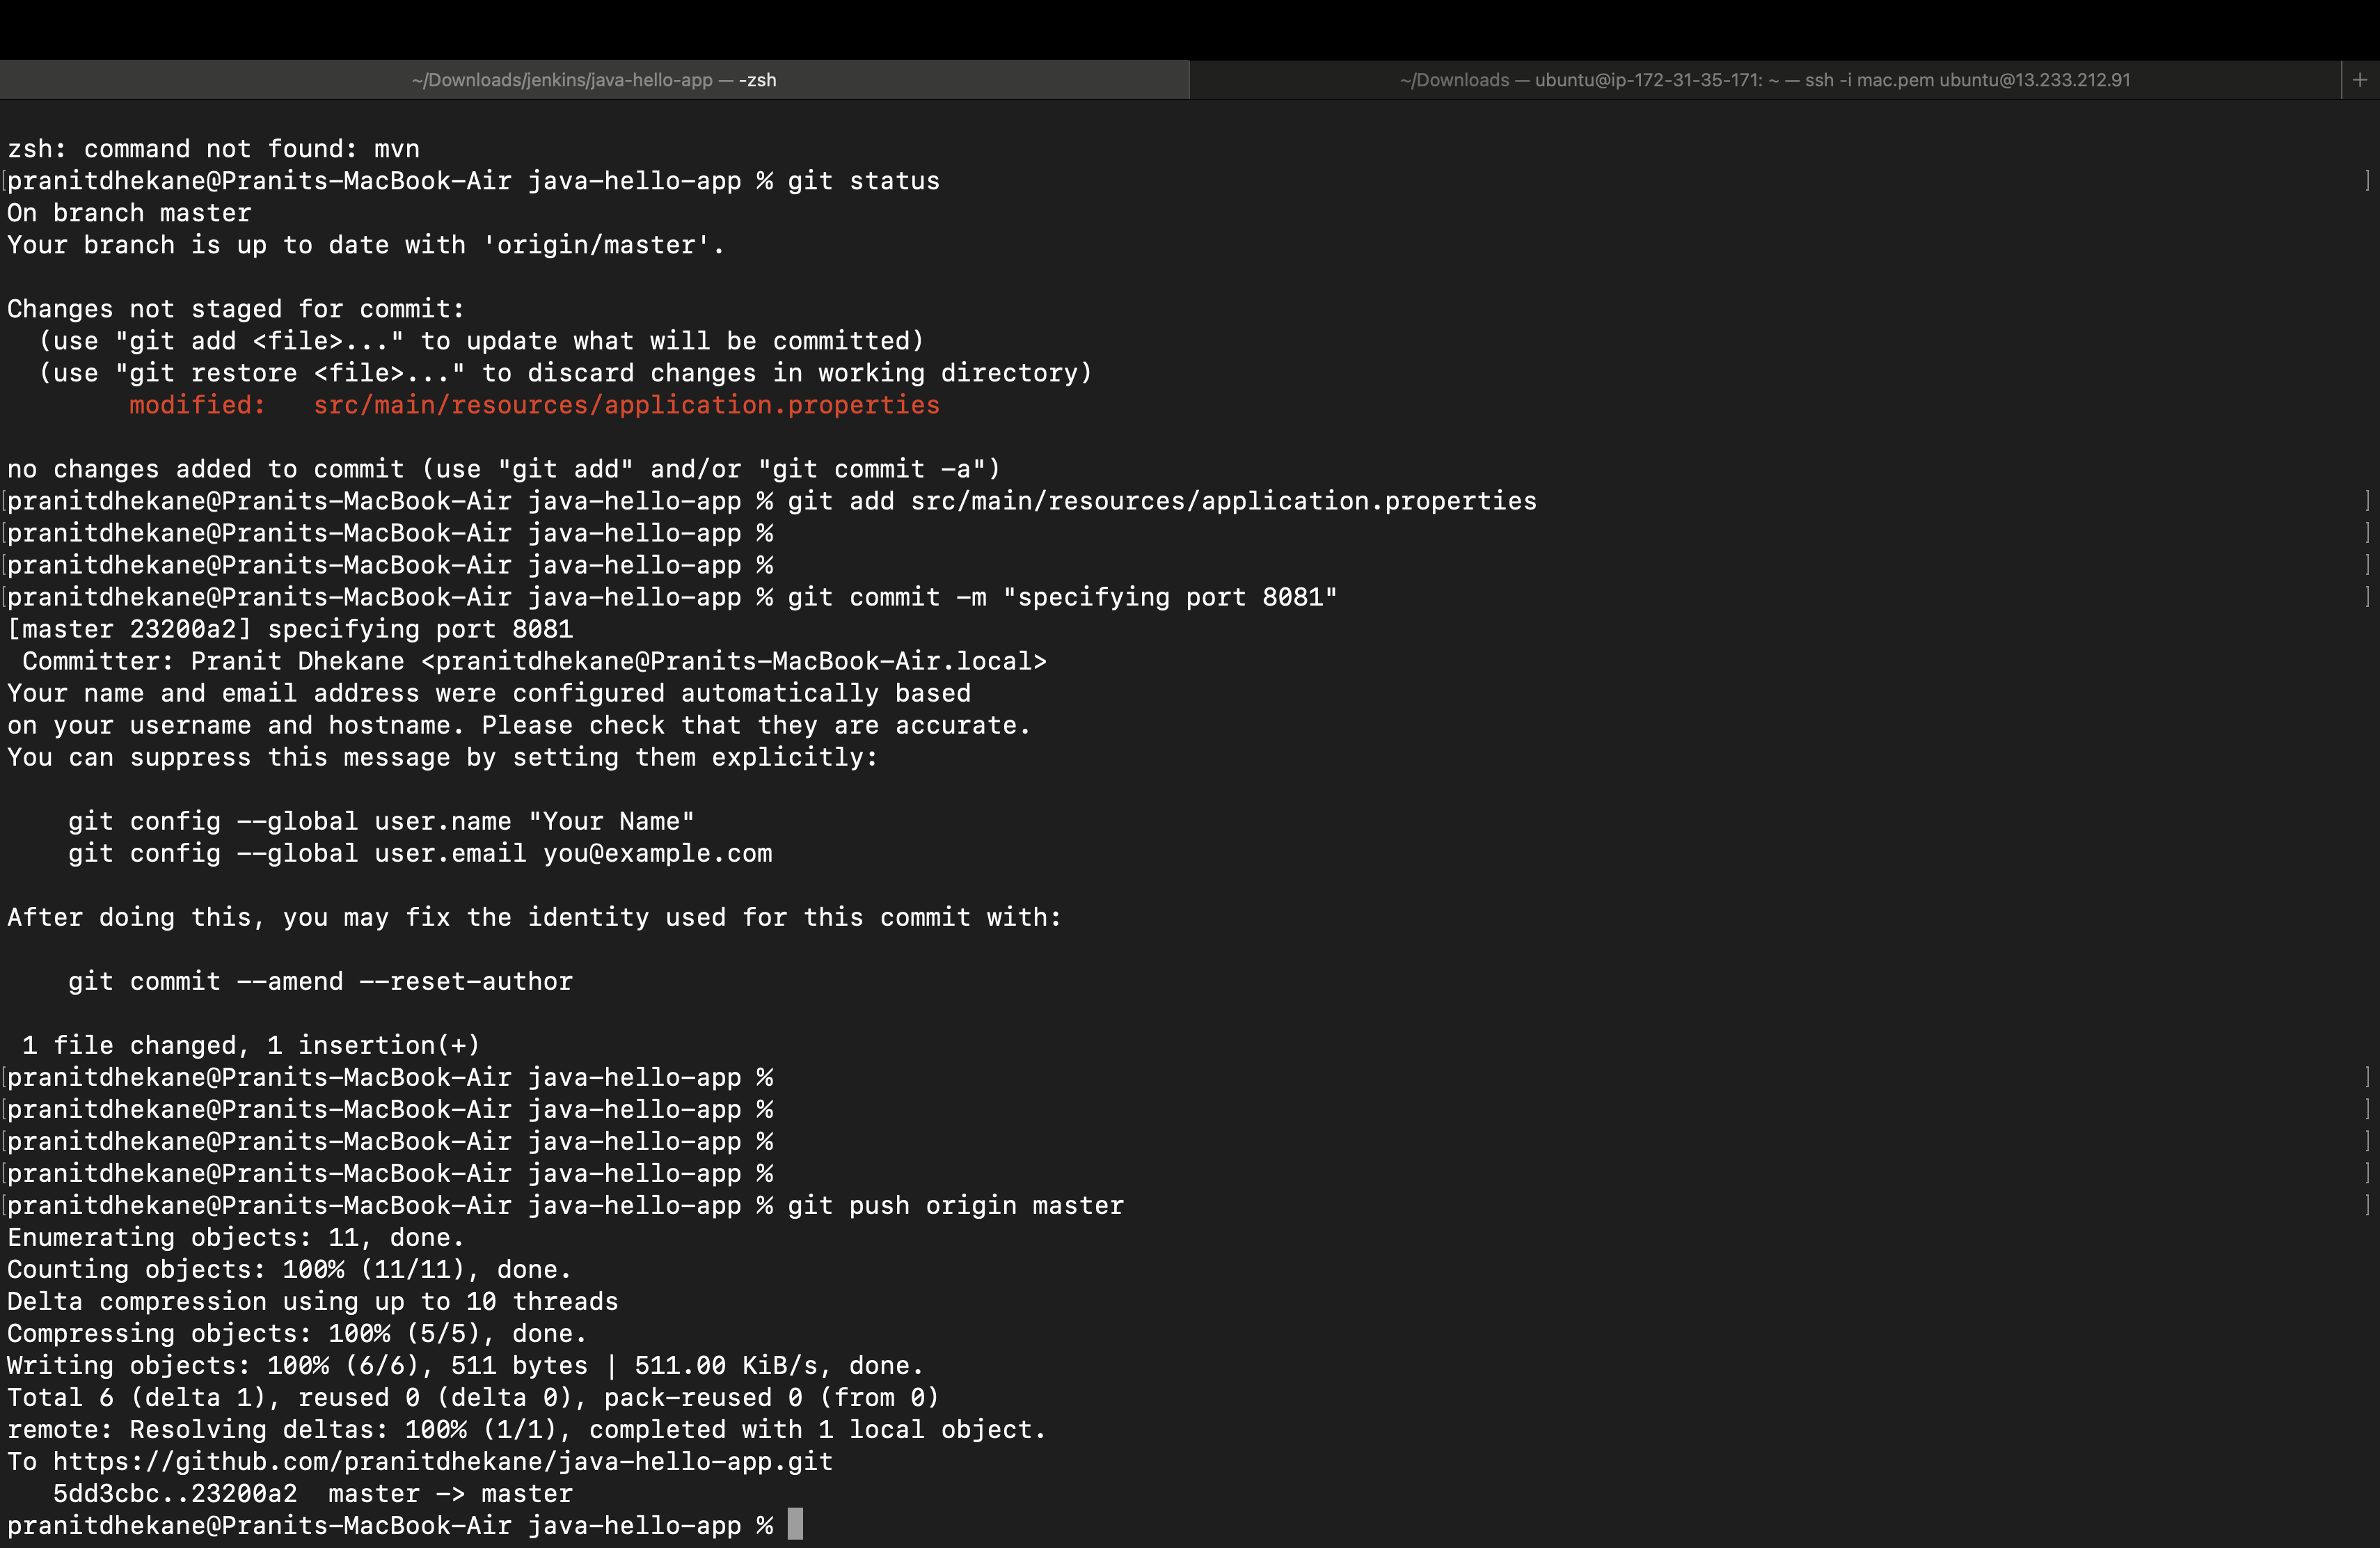 ~/Downloads/jenkins/java-hello-app — -zsh
~/Downloads — ubuntu@ip-172-31-35-171: ~ — ssh -i mac.pem ubuntu@13.233.212.91
+
zsh: command not found: mvn
[pranitdhekane@Pranits-MacBook-Air java-hello-app % git status ]
On branch master
Your branch is up to date with 'origin/master'.
Changes not staged for commit:
(use "git add <file>..." to update what will be committed)
(use "git restore <file>..." to discard changes in working directory)
modified:   src/main/resources/application.properties
no changes added to commit (use "git add" and/or "git commit -a")
[pranitdhekane@Pranits-MacBook-Air java-hello-app % git add src/main/resources/application.properties ]
[pranitdhekane@Pranits-MacBook-Air java-hello-app % ]
[pranitdhekane@Pranits-MacBook-Air java-hello-app % ]
[pranitdhekane@Pranits-MacBook-Air java-hello-app % git commit -m "specifying port 8081" ]
[master 23200a2] specifying port 8081
Committer: Pranit Dhekane <pranitdhekane@Pranits-MacBook-Air.local>
Your name and email address were configured automatically based
on your username and hostname. Please check that they are accurate.
You can suppress this message by setting them explicitly:
git config --global user.name "Your Name"
git config --global user.email you@example.com
After doing this, you may fix the identity used for this commit with:
git commit --amend --reset-author
1 file changed, 1 insertion(+)
[pranitdhekane@Pranits-MacBook-Air java-hello-app % ]
[pranitdhekane@Pranits-MacBook-Air java-hello-app % ]
[pranitdhekane@Pranits-MacBook-Air java-hello-app % ]
[pranitdhekane@Pranits-MacBook-Air java-hello-app % ]
[pranitdhekane@Pranits-MacBook-Air java-hello-app % git push origin master ]
Enumerating objects: 11, done.
Counting objects: 100% (11/11), done.
Delta compression using up to 10 threads
Compressing objects: 100% (5/5), done.
Writing objects: 100% (6/6), 511 bytes | 511.00 KiB/s, done.
Total 6 (delta 1), reused 0 (delta 0), pack-reused 0 (from 0)
remote: Resolving deltas: 100% (1/1), completed with 1 local object.
To https://github.com/pranitdhekane/java-hello-app.git
5dd3cbc..23200a2  master -> master
pranitdhekane@Pranits-MacBook-Air java-hello-app %